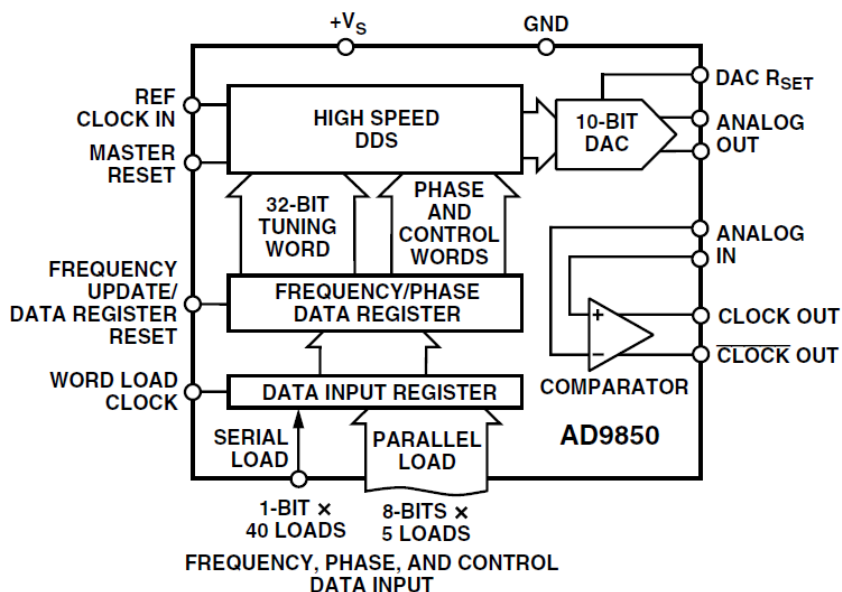 +VS
GND
REF
CLOCK IN
MASTER
RESET
FREQUENCY
UPDATE/
DATA REGISTER
RESET
WORD LOAD
CLOCK
HIGH SPEED
DDS
32-BIT
TUNING
WORD
PHASE
AND
CONTROL
WORDS
FREQUENCY/PHASE
DATA REGISTER
DATA INPUT REGISTER
SERIAL
LOAD
PARALLEL
LOAD
1-BIT ×
40 LOADS
8-BITS ×
5 LOADS
FREQUENCY, PHASE, AND CONTROL
DATA INPUT
10-BIT
DAC
DAC RSET
ANALOG
OUT
ANALOG
IN
+
−
CLOCK OUT
CLOCK OUT
COMPARATOR
AD9850